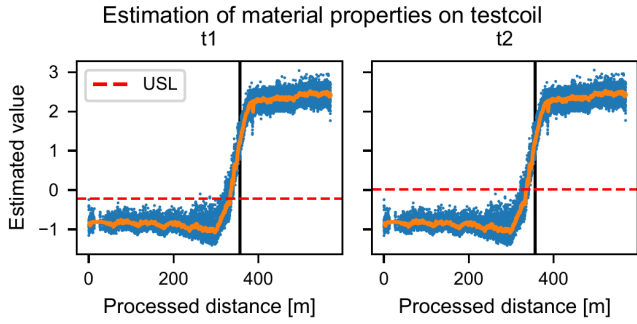 Estimation of material properties on testcoil
t1 t2
USL
3
2
1
0
−1
Estimated value
0 200 400 0 200 400
Processed distance [m] Processed distance [m]